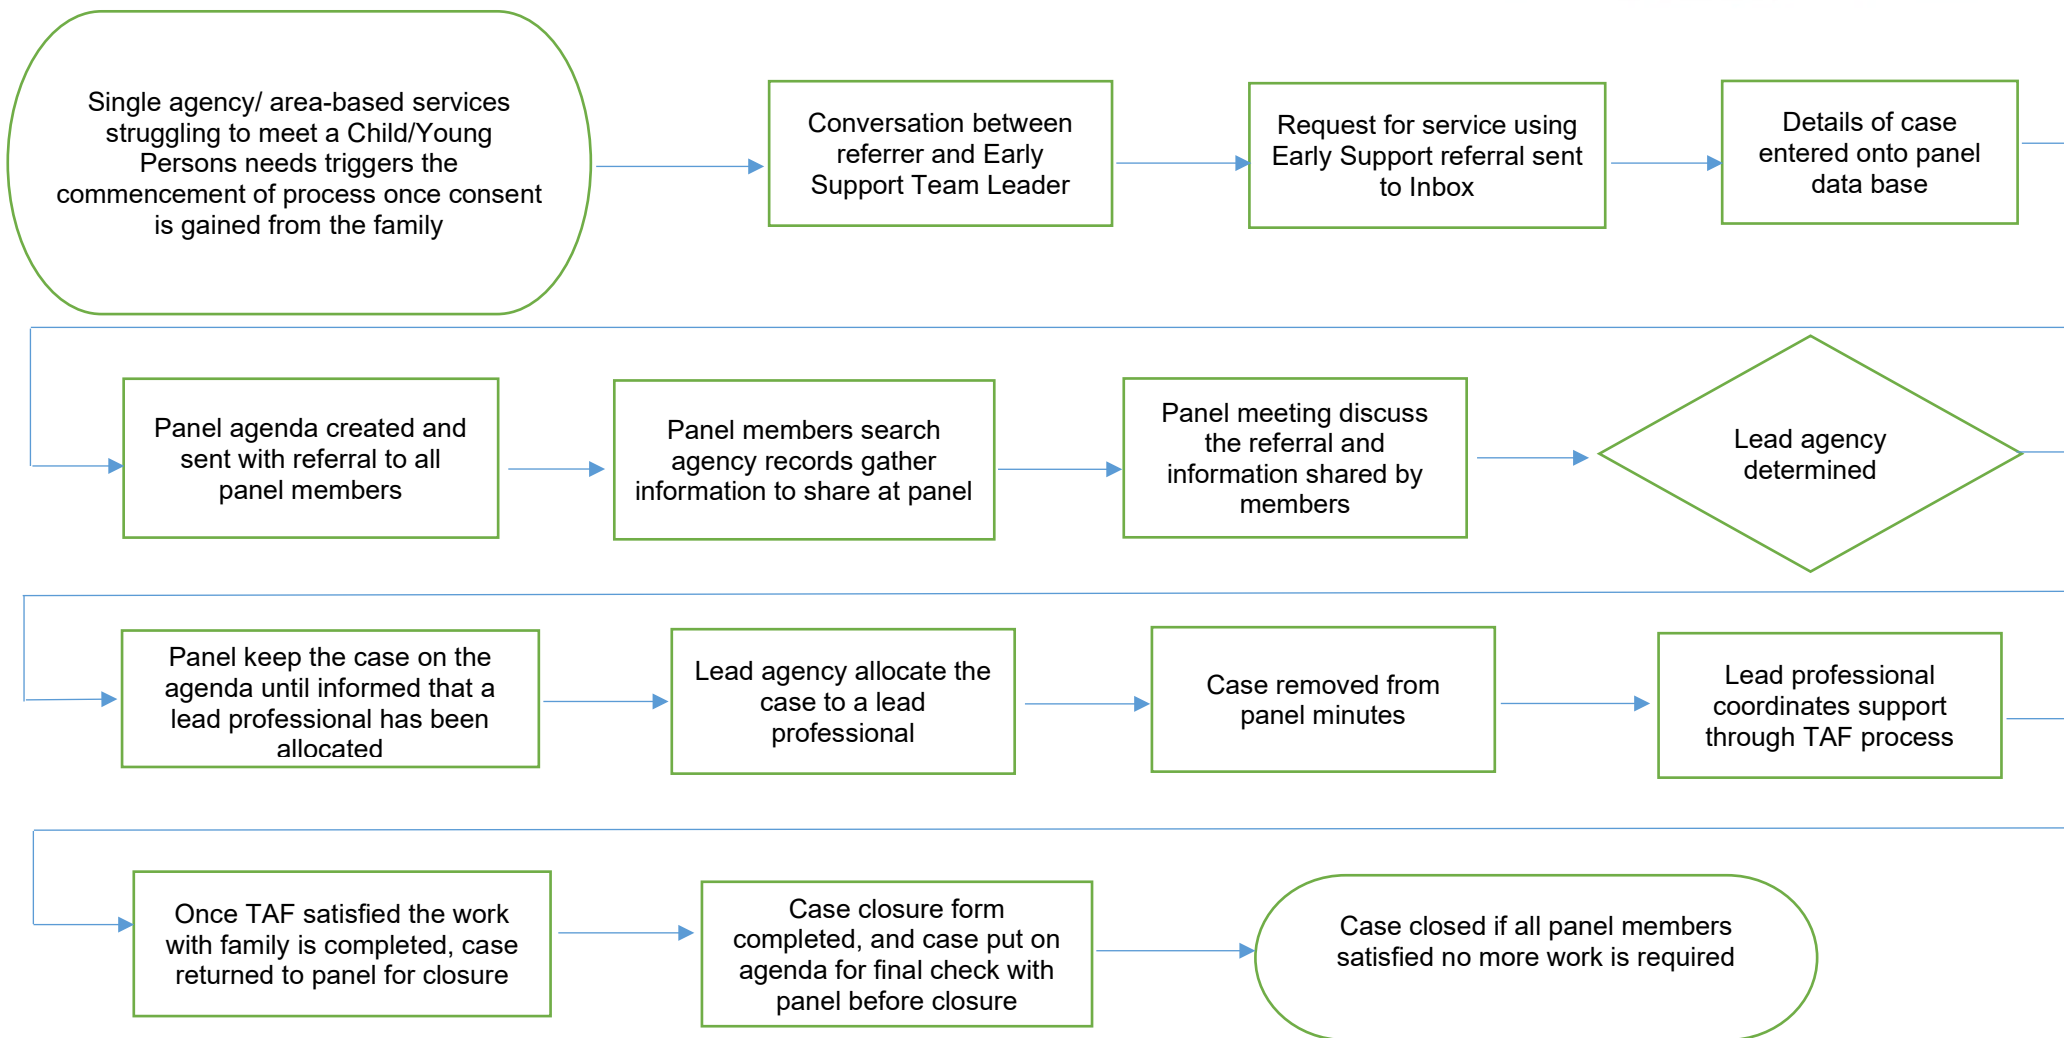 Single agency/ area-based services
struggling to meet a Child/Young
Persons needs triggers the
commencement of process once consent
is gained from the family
Conversation between
referrer and Early
Support Team Leader
Request for service using
Early Support referral sent
to Inbox
Details of case
entered onto panel
data base
Panel agenda created and
sent with referral to all
panel members
Panel members search
agency records gather
information to share at panel
Panel meeting discuss
the referral and
information shared by
members
Lead agency
determined
Panel keep the case on the
agenda until informed that a
lead professional has been
allocated
Lead agency allocate the
case to a lead
professional
Case removed from
panel minutes
Lead professional
coordinates support
through TAF process
Once TAF satisfied the work
with family is completed, case
returned to panel for closure
Case closure form
completed, and case put on
agenda for final check with
panel before closure
Case closed if all panel members
satisfied no more work is required